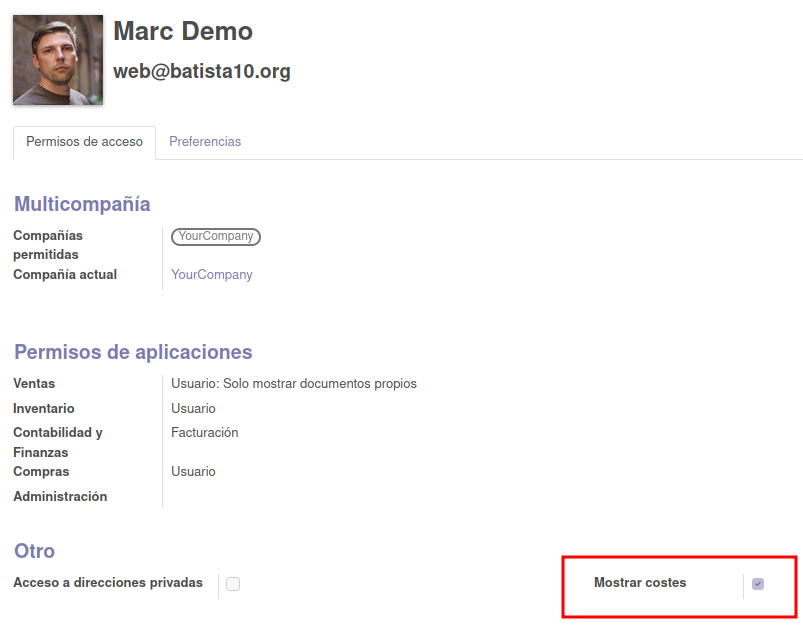 Marc Demo
web@batista10.org
Permisos de acceso Preferencias
Multicompañía
Compañías permitidas YourCompany
Compañía actual YourCompany
Permisos de aplicaciones
Ventas Usuario: Solo mostrar documentos propios
Inventario Usuario
Contabilidad y Finanzas Facturación
Compras Usuario
Administración
Otro
Acceso a direcciones privadas Mostrar costes